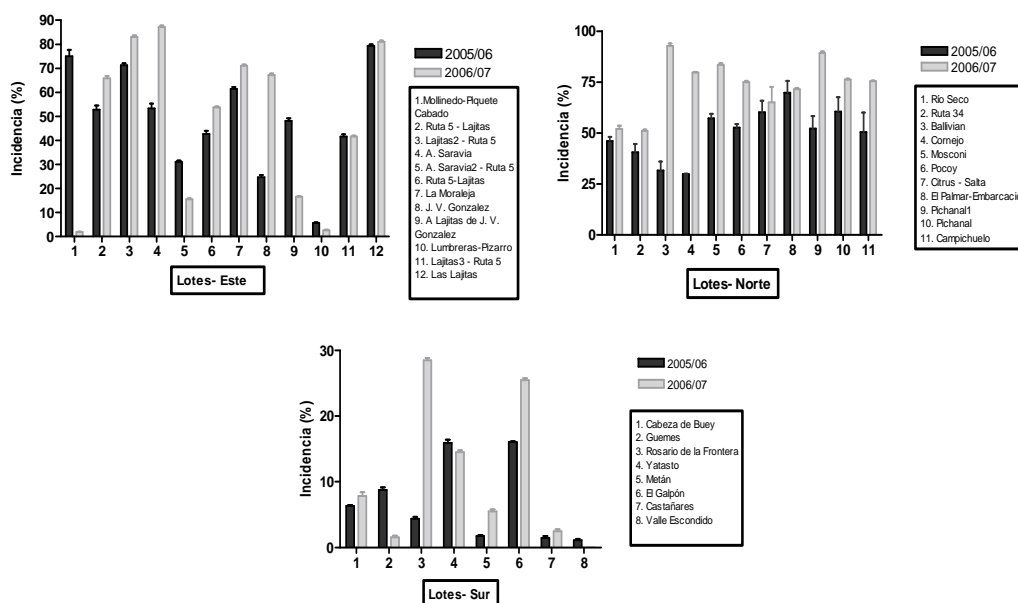 90
80
70
60
50
40
30
20
10
0
Incidencia (%)
1 2 3 4 5 6 7 8 9 10 11 12
Lotes- Este
2005/06
2006/07
1.Mollinedo-Piquete
Cabado
2. Ruta 5 - Lajitas
3. Lajitas2 - Ruta 5
4. A. Saravia
5. A. Saravia2 - Ruta 5
6. Ruta 5-Lajitas
7. La Moraleja
8. J. V. Gonzalez
9. A Lajitas de J. V.
Gonzalez
10. Lumbreras-Pizarro
11. Lajitas3 - Ruta 5
12. Las Lajitas
100
75
50
25
0
Incidencia (%)
1 2 3 4 5 6 7 8 9 10 11
Lotes- Norte
2005/06
2006/07
1. Río Seco
2. Ruta 34
3. Ballivian
4. Cornejo
5. Mosconi
6. Pocoy
7. Citrus - Salta
8. El Palmar-Embarcació
9. Pichanal1
10. Pichanal
11. Campichuelo
30
20
10
0
Incidencia (%)
1 2 3 4 5 6 7 8
Lotes- Sur
2005/06
2006/07
1. Cabeza de Buey
2. Guemes
3. Rosario de la Frontera
4. Yatasto
5. Metán
6. El Galpón
7. Castañares
8. Valle Escondido